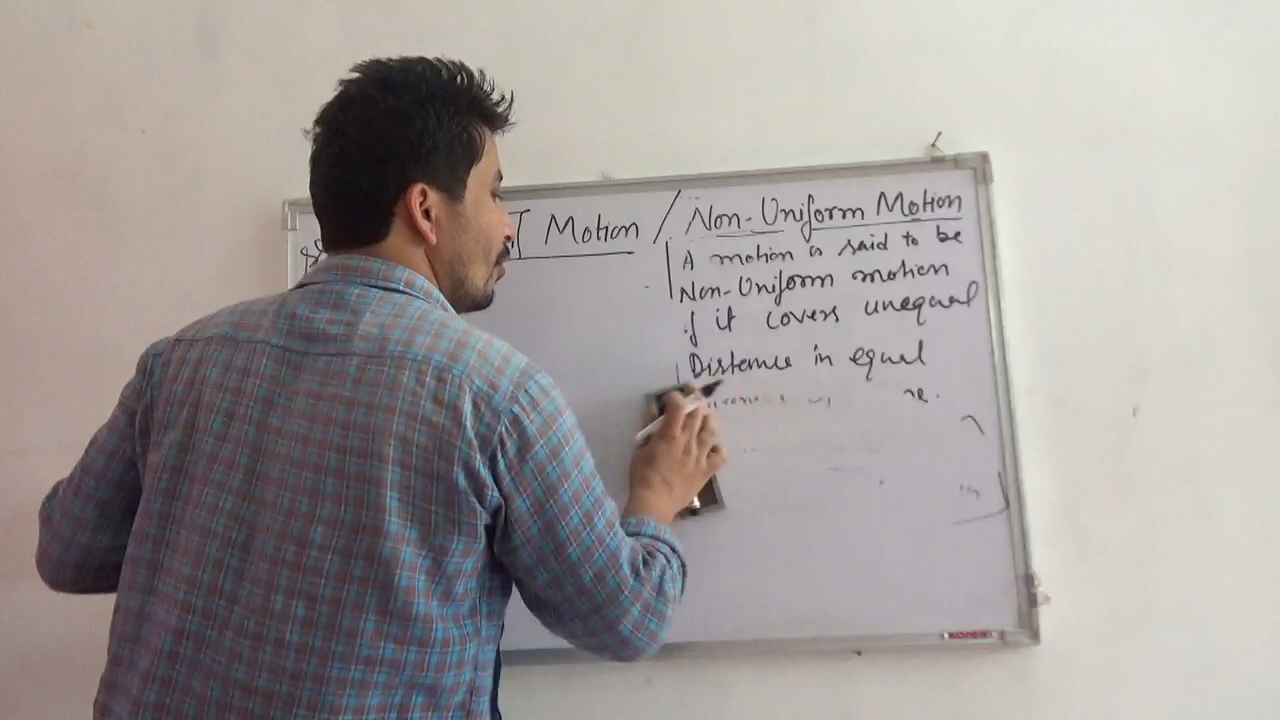 Motion / Non-Uniform Motion
A motion is said to be
Non-Uniform motion
if it covers unequal
Distance in equal
KORES